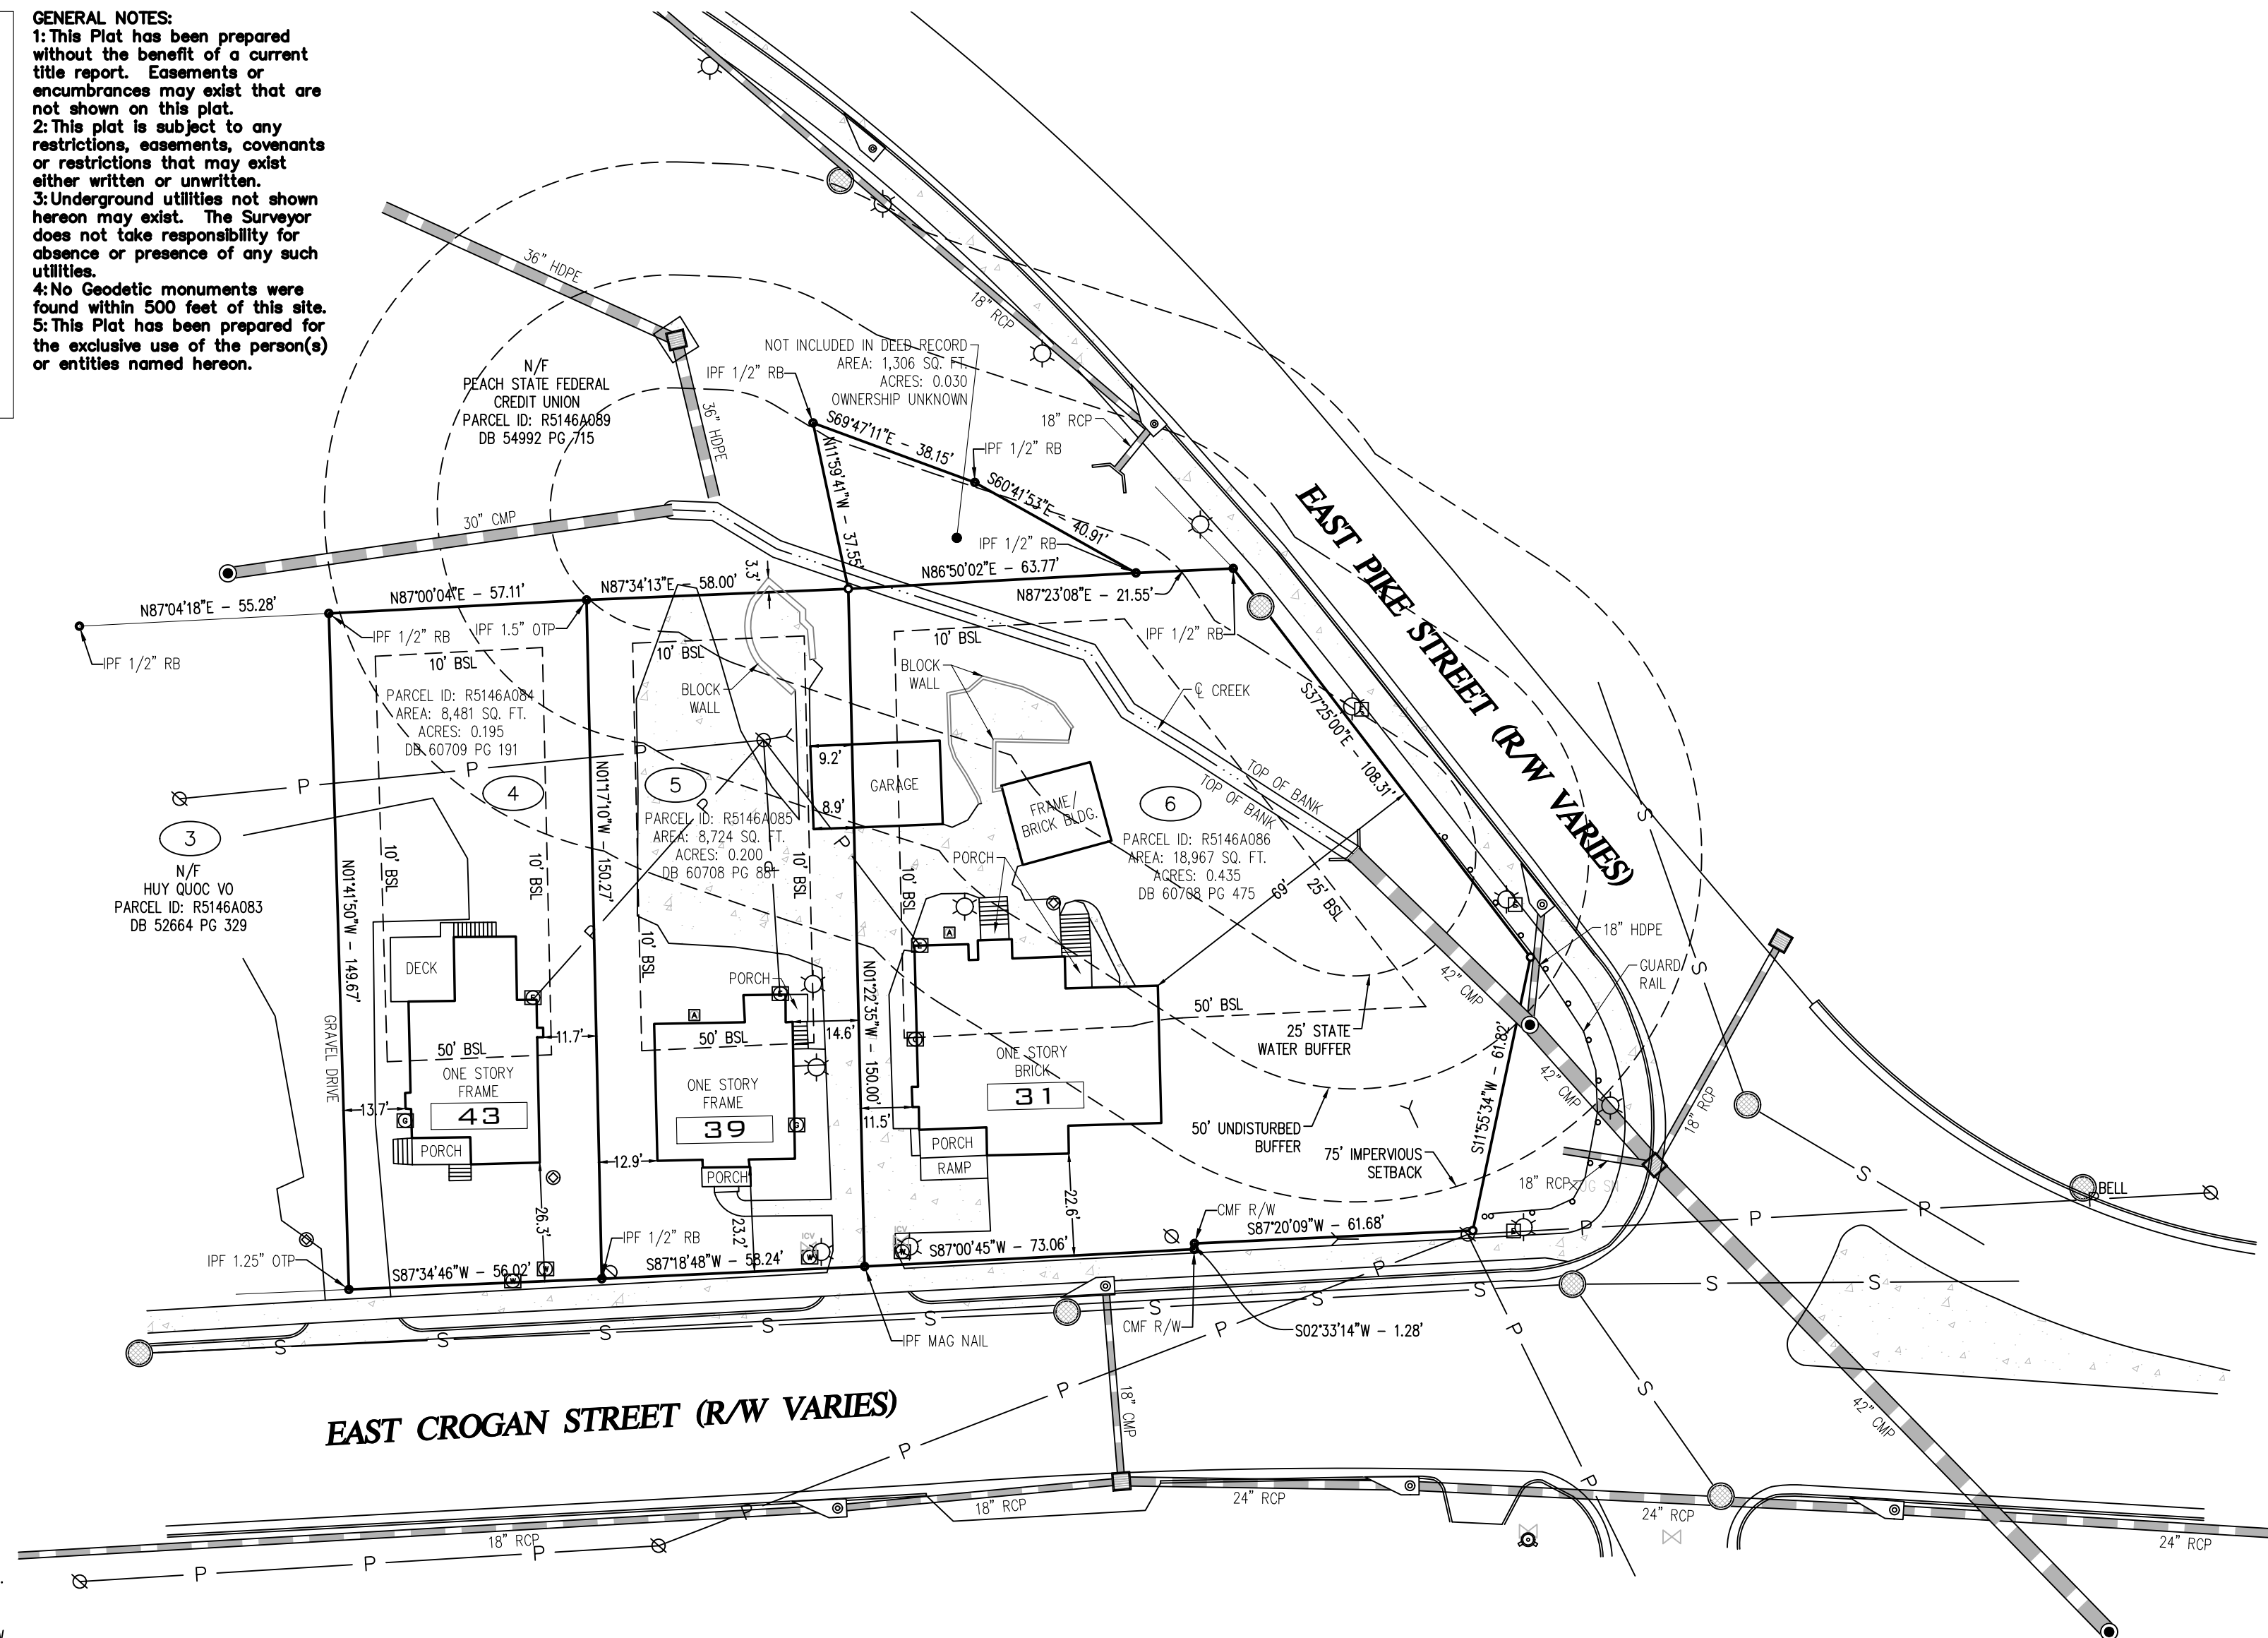 GENERAL NOTES:
1: This Plat has been prepared
without the benefit of a current
title report. Easements or
encumbrances may exist that are
not shown on this plat.
2: This plat is subject to any
restrictions, easements, covenants
or restrictions that may exist
either written or unwritten.
3: Underground utilities not shown
hereon may exist. The Surveyor
does not take responsibility for
absence or presence of any such
utilities.
4: No Geodetic monuments were
found within 500 feet of this site.
5: This Plat has been prepared for
the exclusive use of the person(s)
or entities named hereon.
36" HDPE
18" RCP
N/F
PEACH STATE FEDERAL
CREDIT UNION
PARCEL ID: R5146A089
DB 54992 PG 715
36" HDPE
NOT INCLUDED IN DEED RECORD
AREA: 1,306 SQ. FT.
ACRES: 0.030
OWNERSHIP UNKNOWN
IPF 1/2" RB
18" RCP
S69°47'11"E - 38.15'
IPF 1/2" RB
N11°59'41"W - 37.55'
S60°41'53"E - 40.91'
IPF 1/2" RB
30" CMP
EAST PIKE STREET (R/W VARIES)
3.3'
N87°04'18"E - 55.28'
N87°00'04"E - 57.11'
N87°34'13"E - 58.00'
N86°50'02"E - 63.77'
N87°23'08"E - 21.55'
IPF 1/2" RB
IPF 1/2" RB
IPF 1.5" OTP
IPF 1/2" RB
10' BSL
10' BSL
10' BSL
PARCEL ID: R5146A084
AREA: 8,481 SQ. FT.
ACRES: 0.195
DB 60709 PG 191
BLOCK
WALL
BLOCK
WALL
℄ CREEK
S37°25'00"E - 108.31'
P
P
P
4
5
6
3
9.2'
8.9'
GARAGE
FRAME/
BRICK BLDG.
TOP OF BANK
TOP OF BANK
PARCEL ID: R5146A085
AREA: 8,724 SQ. FT.
ACRES: 0.200
DB 60708 PG 881
PARCEL ID: R5146A086
AREA: 18,967 SQ. FT.
ACRES: 0.435
DB 60708 PG 475
N/F
HUY QUOC VO
PARCEL ID: R5146A083
DB 52664 PG 329
N01°41'50"W - 149.67'
N01°17'10"W - 150.27'
N01°22'35"W - 150.00'
10' BSL
10' BSL
10' BSL
10' BSL
10' BSL
25' BSL
69'
PORCH
DECK
PORCH
GRAVEL DRIVE
50' BSL
50' BSL
50' BSL
11.7'
14.6'
13.7'
12.9'
11.5'
ONE STORY
FRAME
43
ONE STORY
FRAME
39
ONE STORY
BRICK
31
PORCH
PORCH
PORCH
RAMP
25' STATE
WATER BUFFER
50' UNDISTURBED
BUFFER
75' IMPERVIOUS
SETBACK
42" CMP
42" CMP
18" HDPE
GUARD
RAIL
18" RCP
18" RCP
S11°55'34"W - 61.82'
BELL
26.3'
23.2'
22.6'
IPF 1.25" OTP
IPF 1/2" RB
CMF R/W
S87°34'46"W - 56.02'
S87°18'48"W - 58.24'
S87°00'45"W - 73.06'
S87°20'09"W - 61.68'
ICV
ICV
IPF MAG NAIL
CMF R/W
S02°33'14"W - 1.28'
S
S
S
S
S
S
S
S
S
S
P
P
P
EAST CROGAN STREET (R/W VARIES)
18" CMP
42" CMP
18" RCP
18" RCP
24" RCP
24" RCP
24" RCP
P
P
P